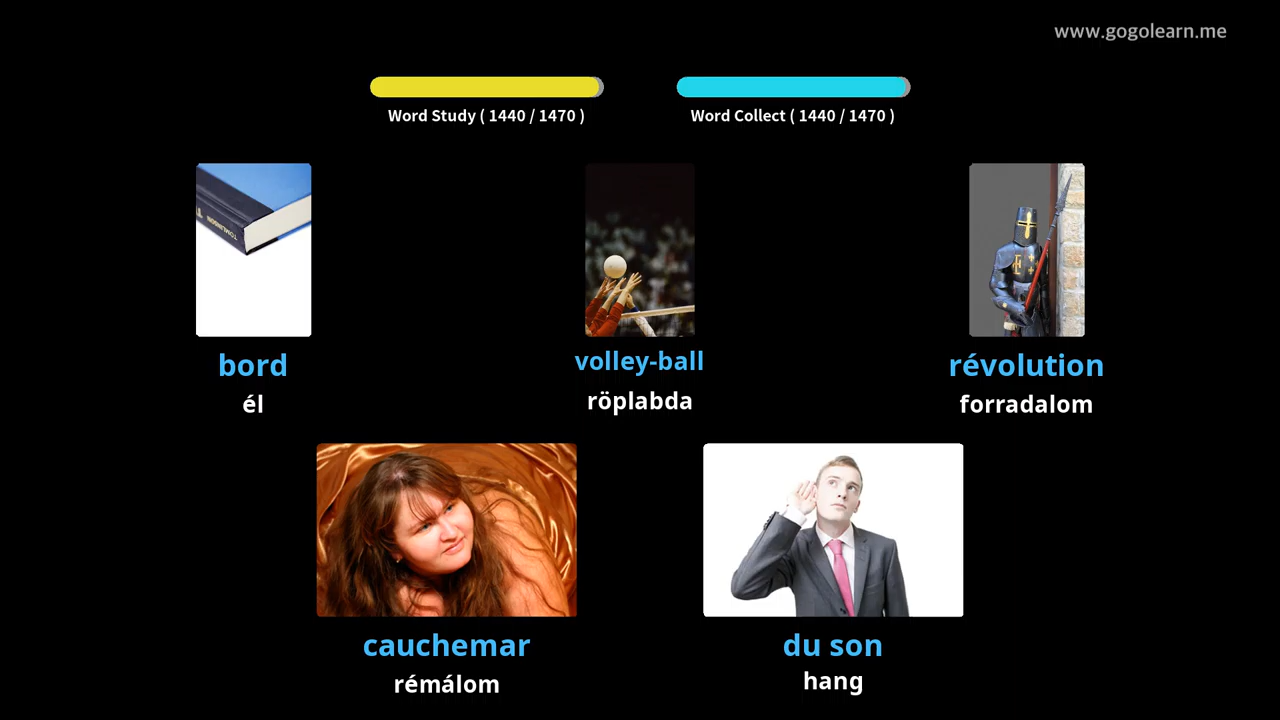 www.gogolearn.me
Word Study ( 1440 / 1470 )
Word Collect ( 1440 / 1470 )
TOMLINSON
bord
volley-ball
révolution
él
röplabda
forradalom
cauchemar
du son
rémálom
hang